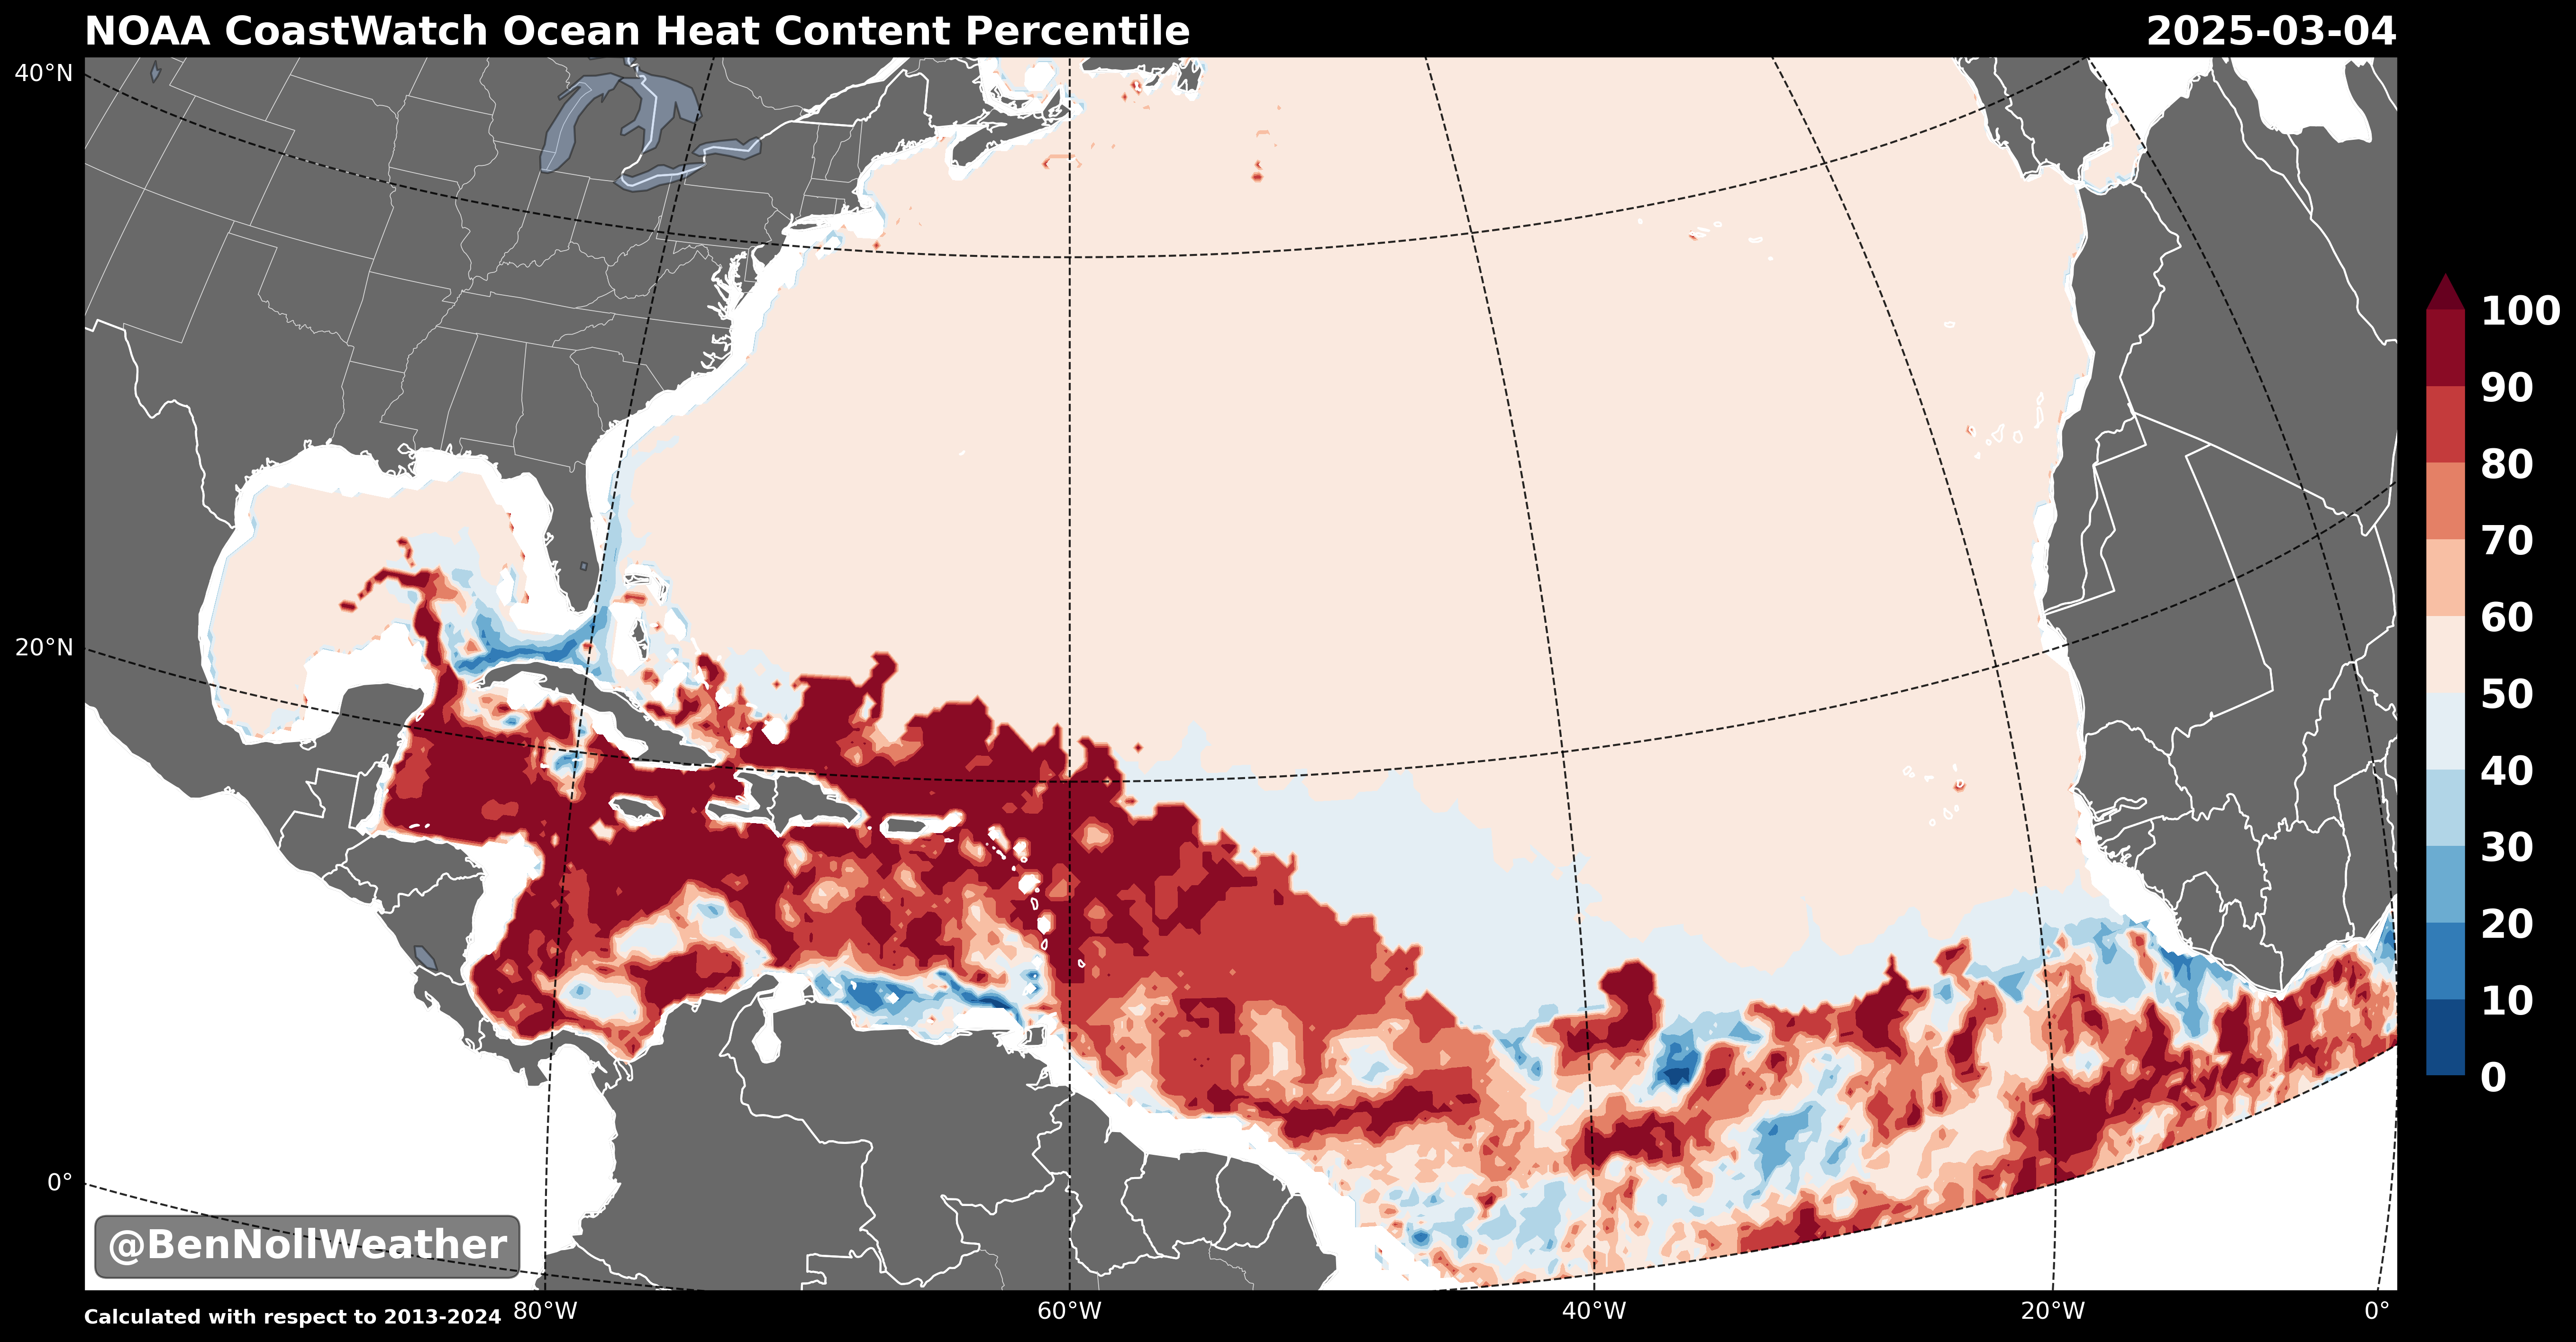 NOAA CoastWatch Ocean Heat Content Percentile 2025-03-04
40°N
20°N
0°
100
90
80
70
60
50
40
30
20
10
0
@BenNollWeather
Calculated with respect to 2013-2024 80°W 60°W 40°W 20°W 0°